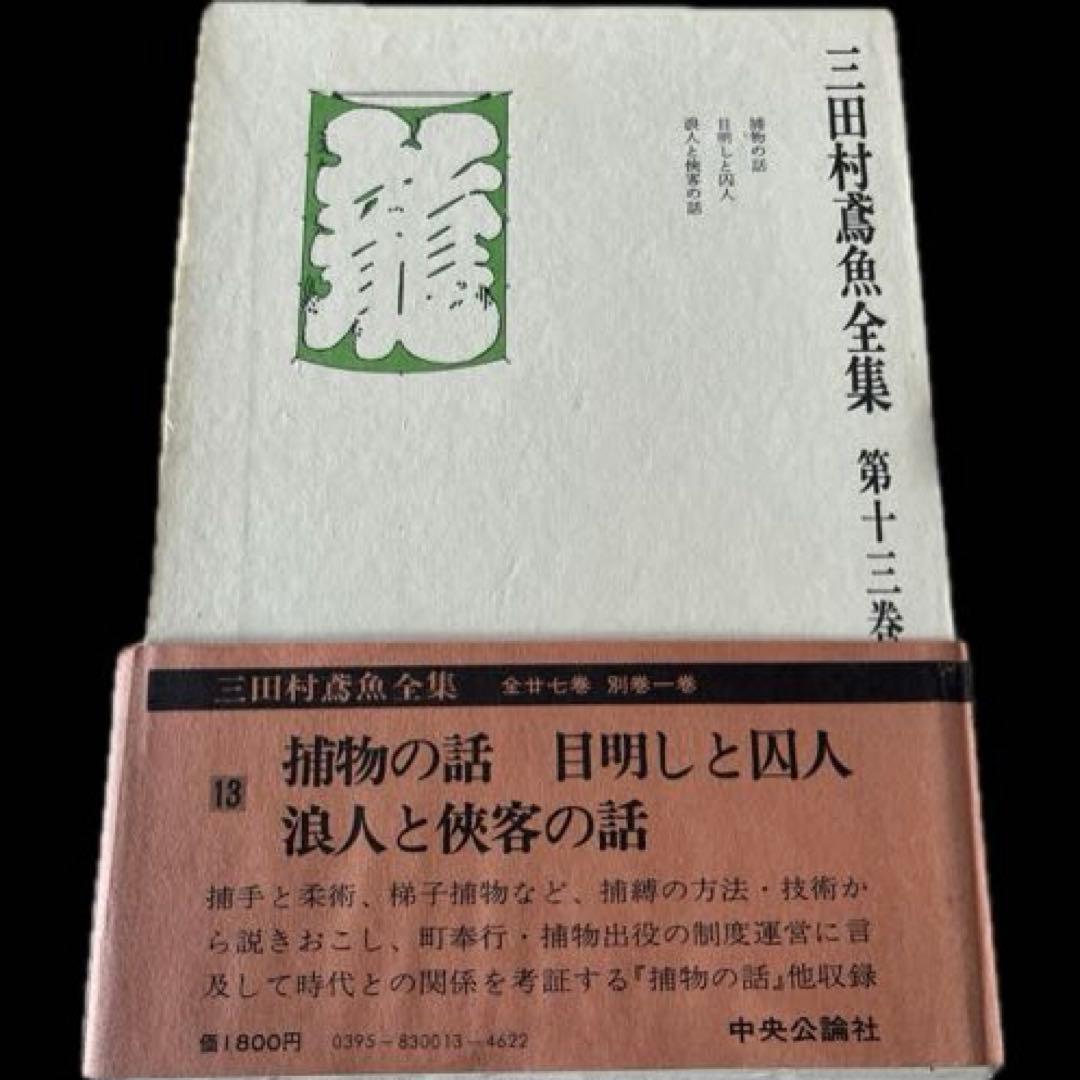 三田村鳶魚全集 第十三巻
捕物の話
目明しと囚人
浪人と俠客の話
三田村鳶魚全集 全廿七巻 別巻一巻
13
捕物の話 目明しと囚人
浪人と俠客の話
捕手と柔術、梯子捕物など、捕縛の方法・技術か
ら説きおこし、町奉行・捕物出役の制度運営に言
及して時代との関係を考証する『捕物の話』他収録
価1800円 0395-830013-4622
中央公論社